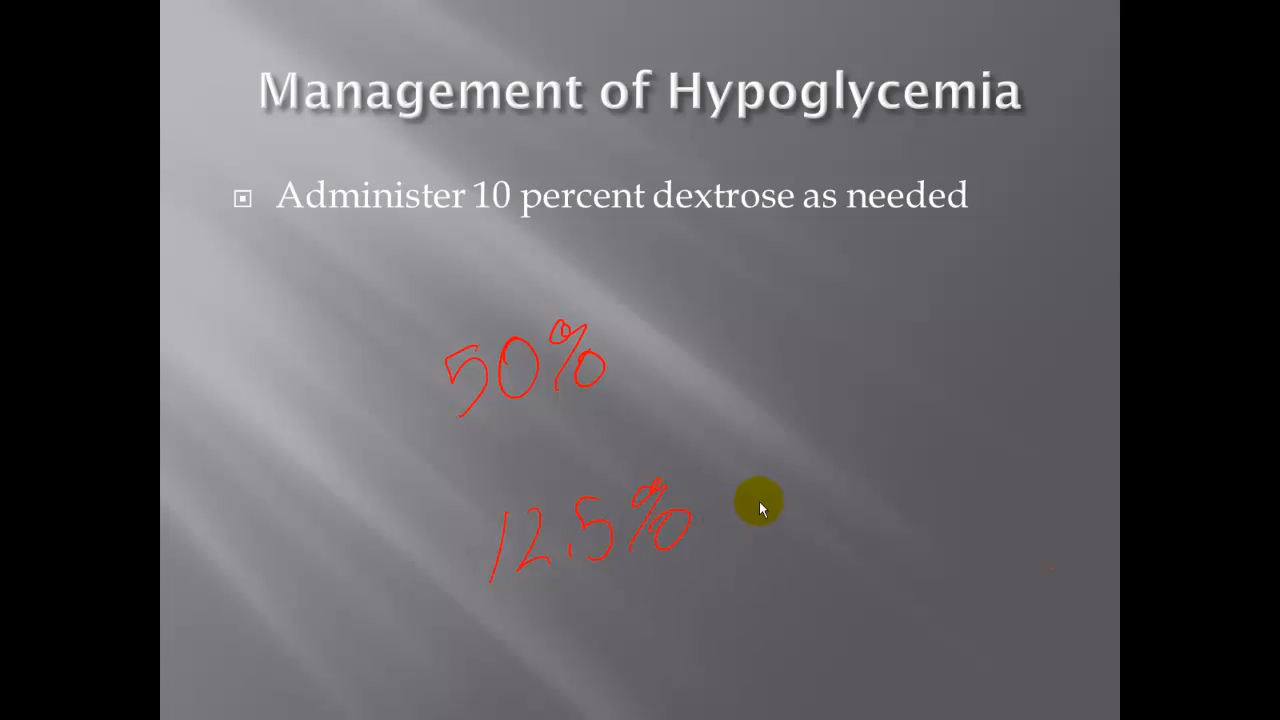 Management of Hypoglycemia
Administer 10 percent dextrose as needed
50%
12.5%